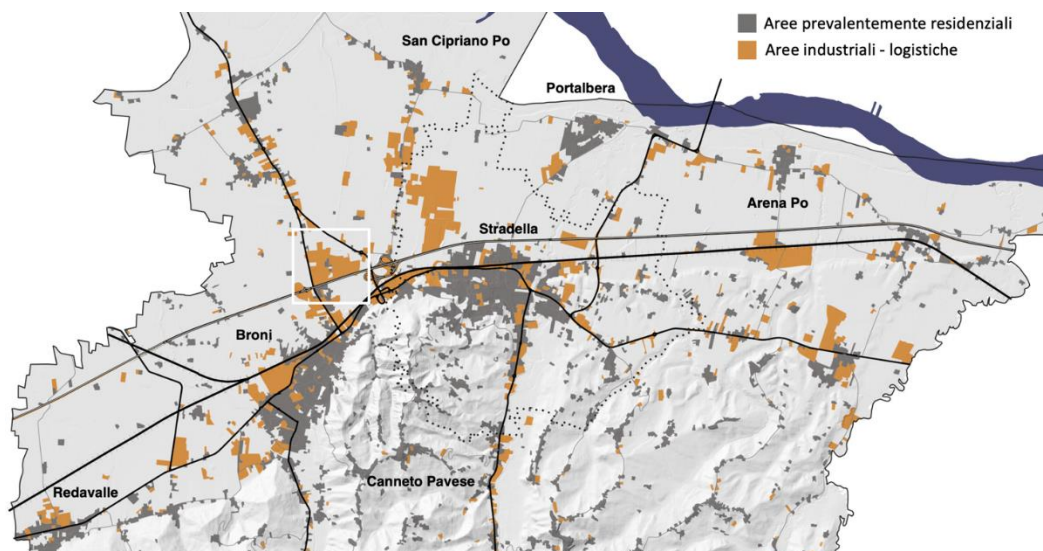 Aree prevalentemente residenziali
Aree industriali - logistiche
San Cipriano Po
Portalbera
Arena Po
Stradella
Broni
Canneto Pavese
Redavalle